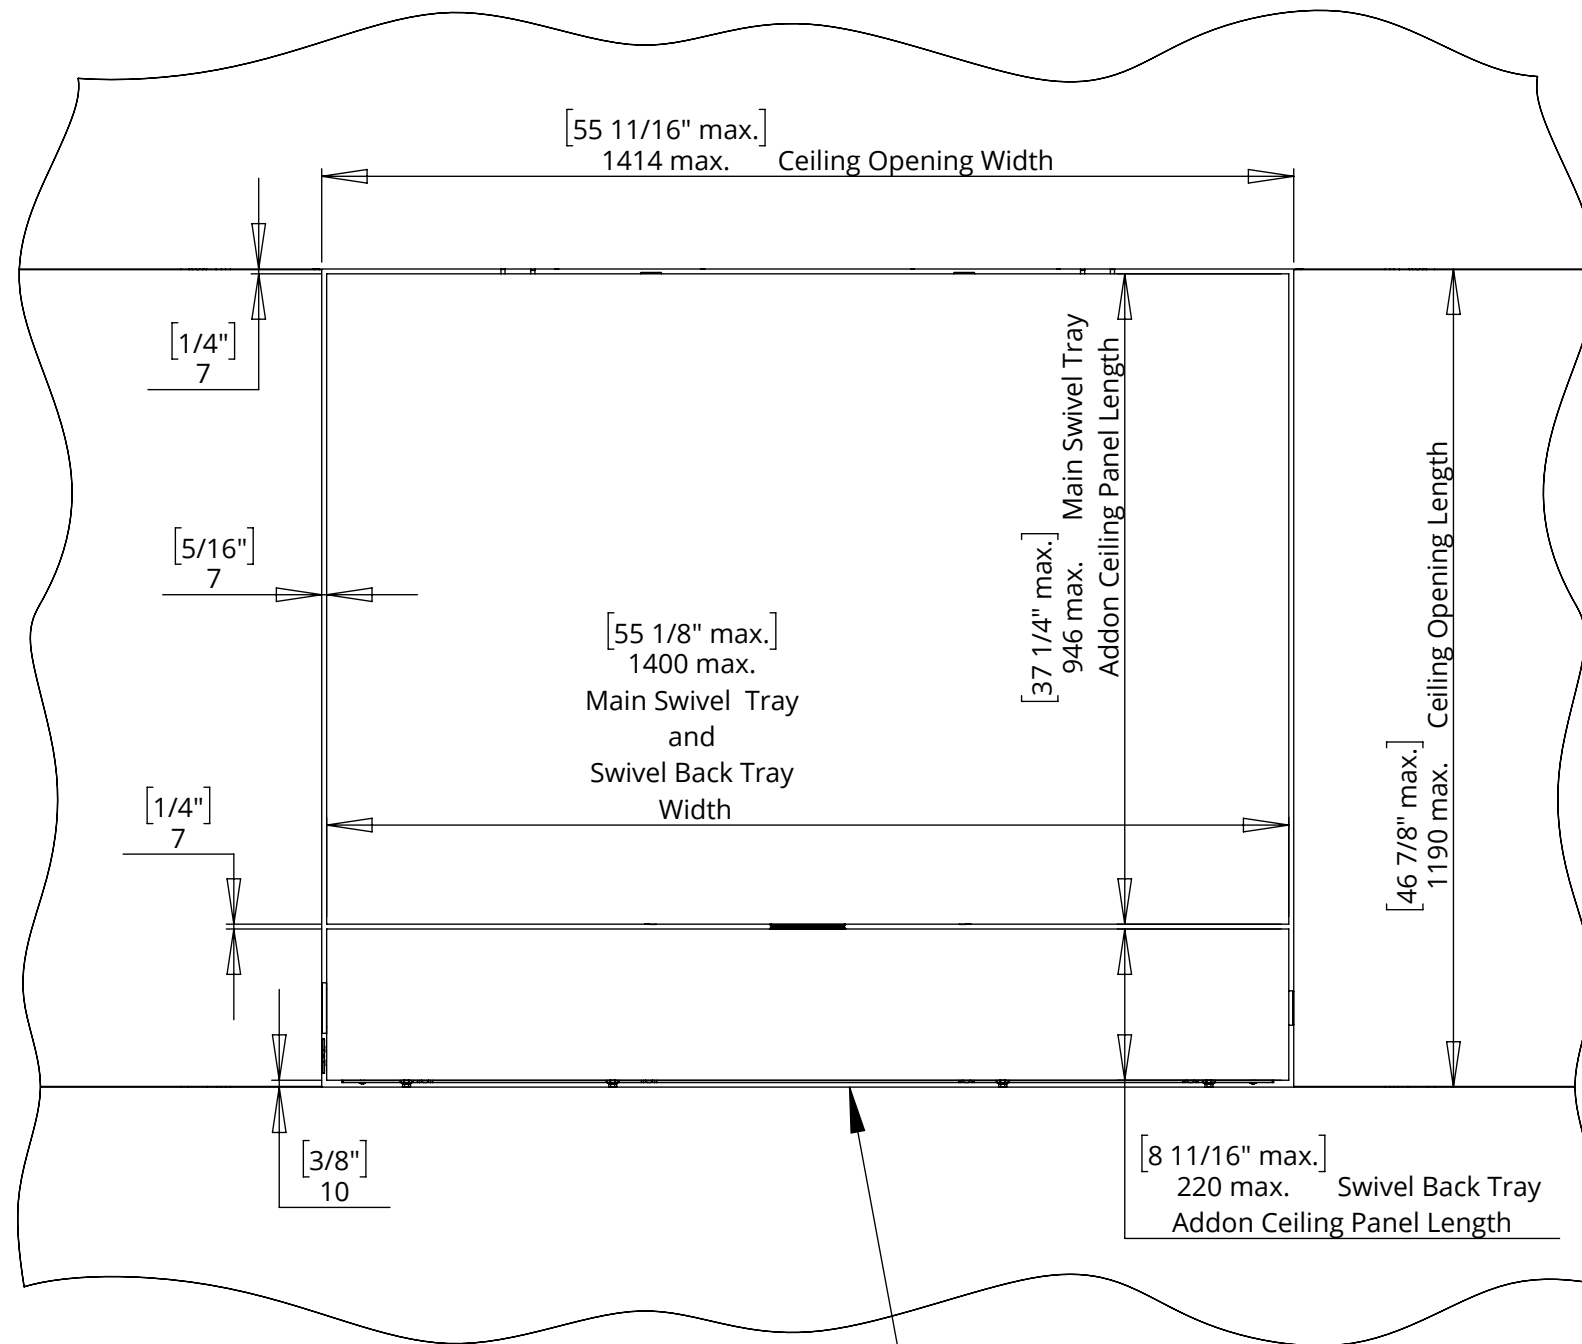 [55 11/16" max.]
1414 max. Ceiling Opening Width
[1/4"]
7
[5/16"]
7
[55 1/8" max.]
1400 max.
Main Swivel Tray
and
Swivel Back Tray
Width
[37 1/4" max.]
946 max. Main Swivel Tray
Addon Ceiling Panel Length
[46 7/8" max.]
1190 max. Ceiling Opening Length
[1/4"]
7
[3/8"]
10
[8 11/16" max.]
220 max. Swivel Back Tray
Addon Ceiling Panel Length